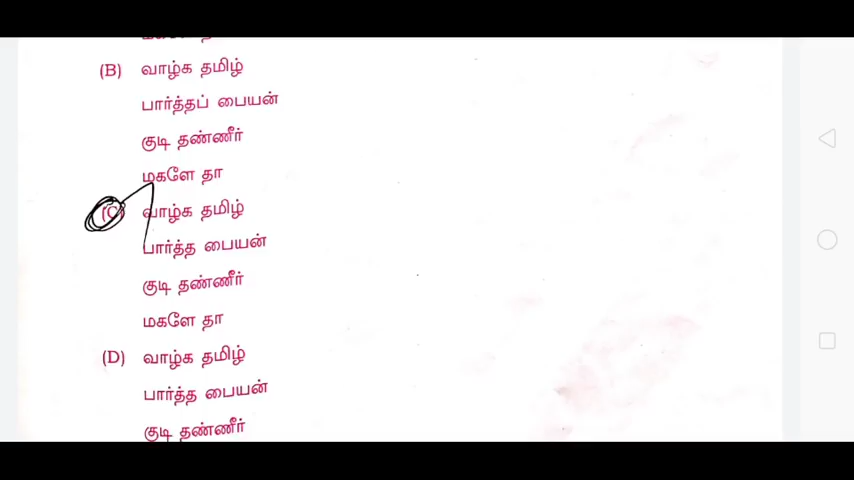 (B) வாழ்க தமிழ்
பார்த்தப் பையன்
குடி தண்ணீர்
மகளே தா
(C) வாழ்க தமிழ்
பார்த்த பையன்
குடி தண்ணீர்
மகளே தா
(D) வாழ்க தமிழ்
பார்த்த பையன்
குடி தண்ணீர்